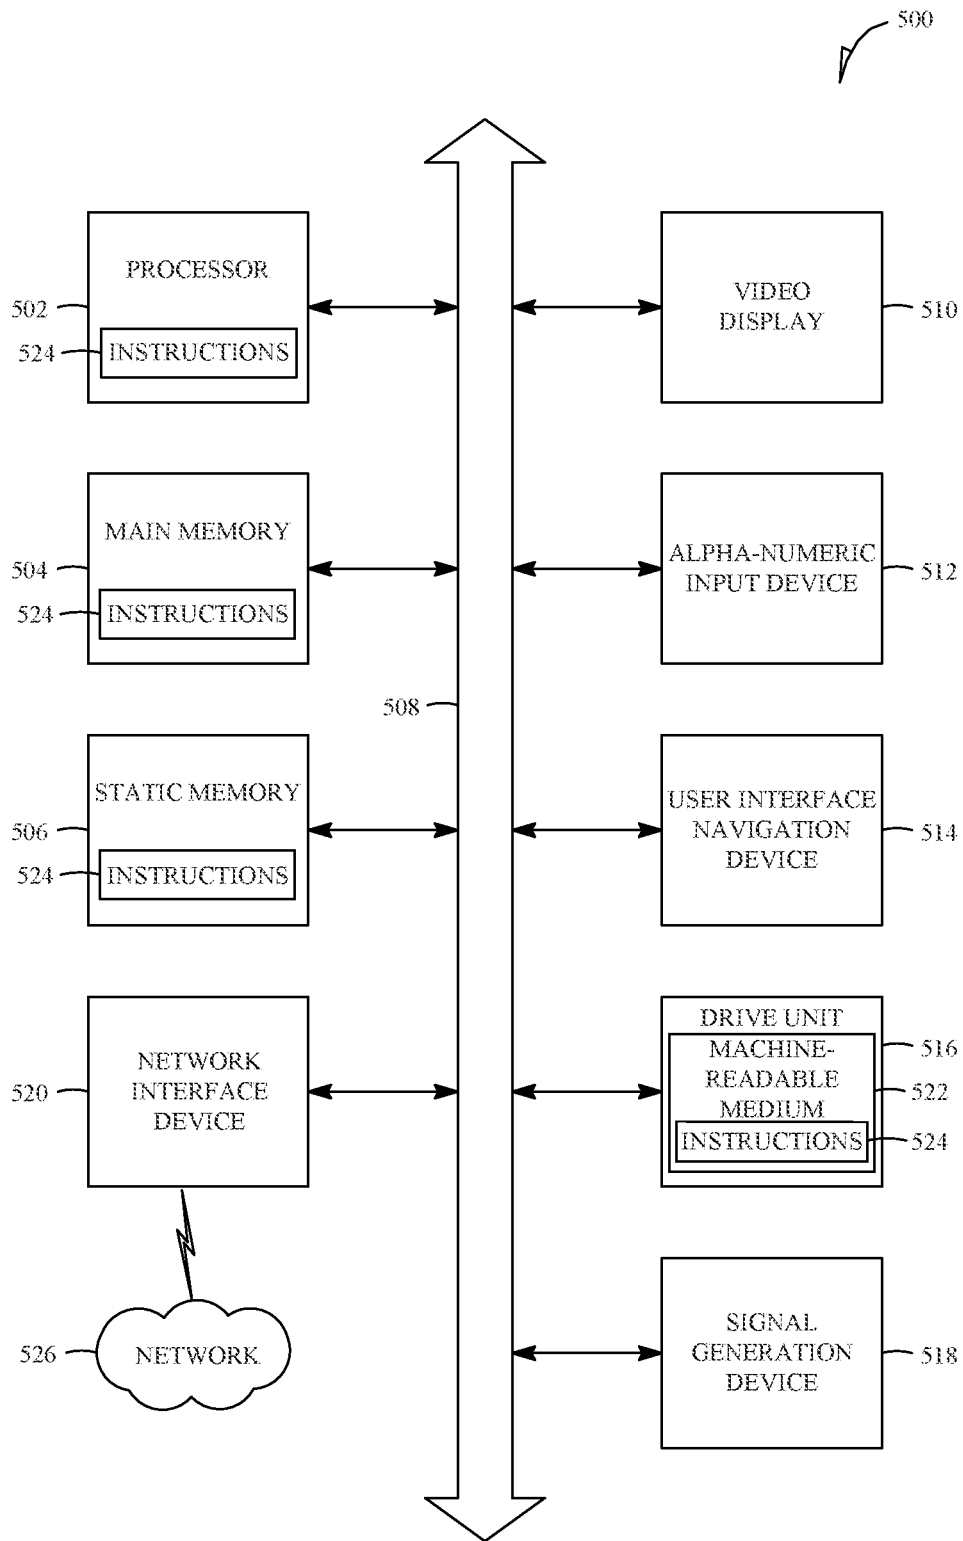 500
PROCESSOR
502
524
INSTRUCTIONS
VIDEO
DISPLAY
510
MAIN MEMORY
504
524
INSTRUCTIONS
ALPHA-NUMERIC
INPUT DEVICE
512
508
STATIC MEMORY
506
524
INSTRUCTIONS
USER INTERFACE
NAVIGATION
DEVICE
514
NETWORK
INTERFACE
DEVICE
520
DRIVE UNIT
MACHINE-
READABLE
MEDIUM
INSTRUCTIONS
516
522
524
NETWORK
526
SIGNAL
GENERATION
DEVICE
518